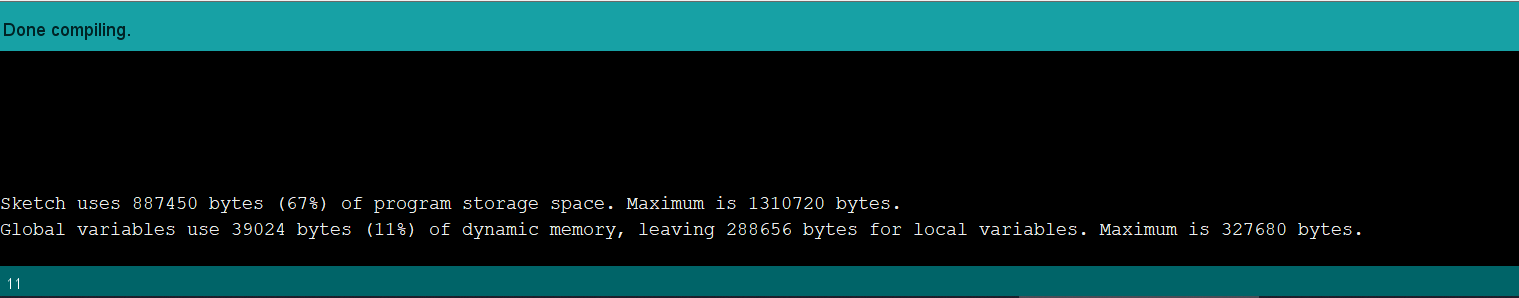 Done compiling.
Sketch uses 887450 bytes (67%) of program storage space. Maximum is 1310720 bytes.
Global variables use 39024 bytes (11%) of dynamic memory, leaving 288656 bytes for local variables. Maximum is 327680 bytes.
11